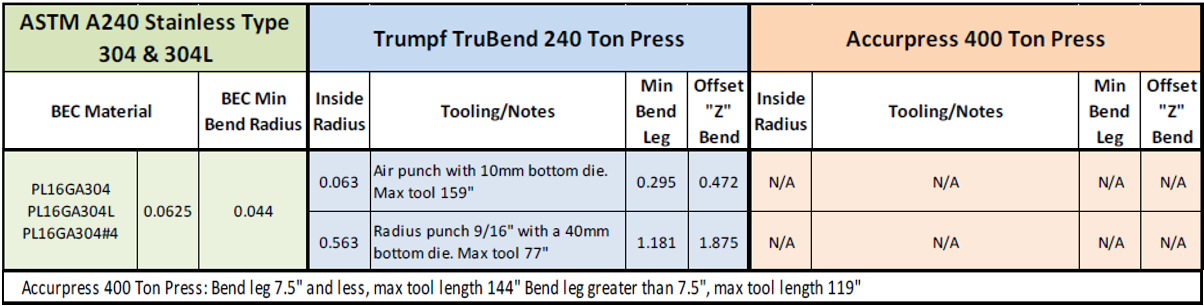 ASTM A240 Stainless Type
304 & 304L
Trumpf TruBend 240 Ton Press
Accurpress 400 Ton Press
BEC Material
BEC Min
Bend Radius
Inside
Radius
Tooling/Notes
Min
Bend
Leg
Offset
"Z"
Bend
Inside
Radius
Tooling/Notes
Min
Bend
Leg
Offset
"Z"
Bend
PL16GA304
PL16GA304L
PL16GA304#4
0.0625
0.044
0.063
Air punch with 10mm bottom die.
Max tool 159"
0.295
0.472
N/A
N/A
N/A
N/A
0.563
Radius punch 9/16" with a 40mm
bottom die. Max tool 77"
1.181
1.875
N/A
N/A
N/A
N/A
Accurpress 400 Ton Press: Bend leg 7.5" and less, max tool length 144" Bend leg greater than 7.5", max tool length 119"